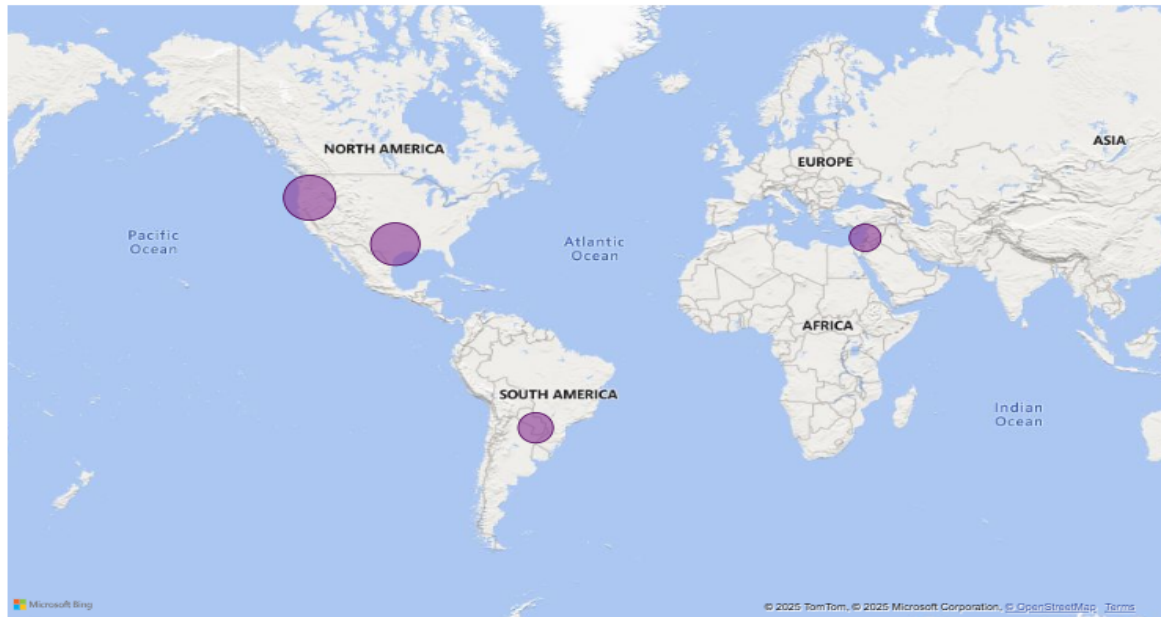 NORTH AMERICA
ASIA
EUROPE
Pacific
Ocean
Atlantic
Ocean
AFRICA
SOUTH AMERICA
Indian
Ocean
Microsoft Bing
© 2025 TomTom, © 2025 Microsoft Corporation, © OpenStreetMap Terms